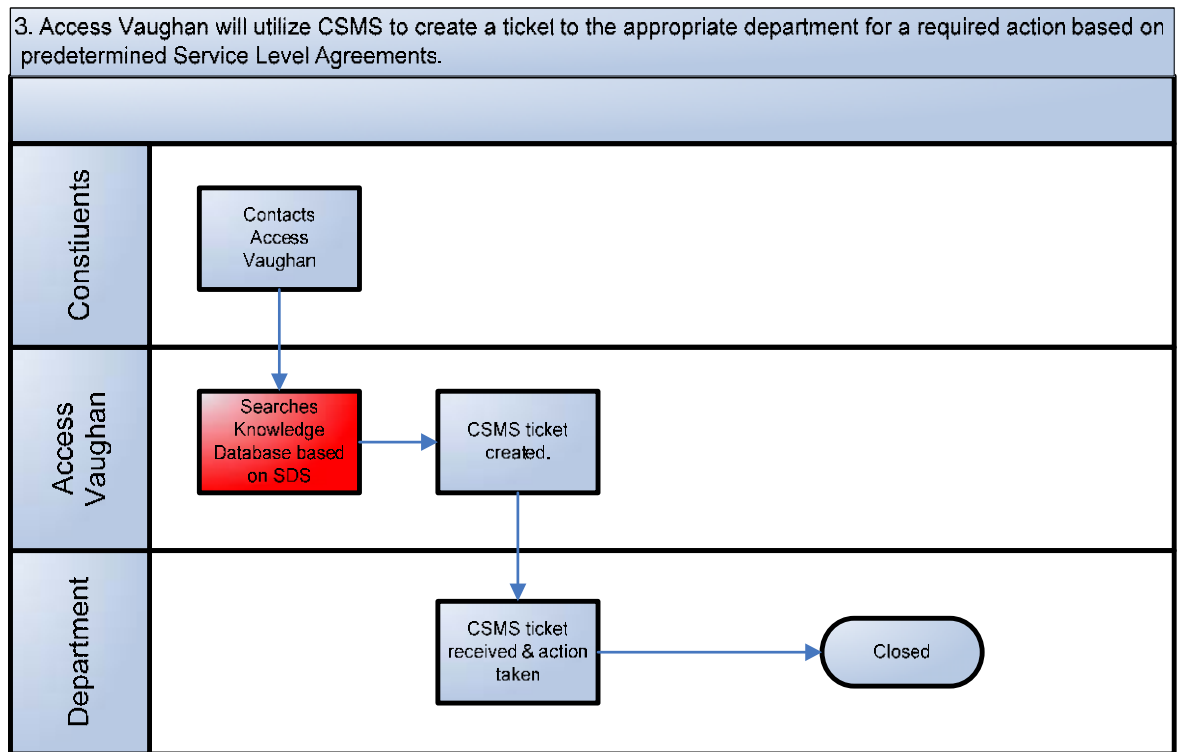 3. Access Vaughan will utilize CSMS to create a ticket to the appropriate department for a required action based on
predetermined Service Level Agreements.
Constiuents
Contacts
Access
Vaughan
Access
Vaughan
Searches
Knowledge
Database based
on SDS
CSMS ticket
created.
Department
CSMS ticket
received & action
taken
Closed